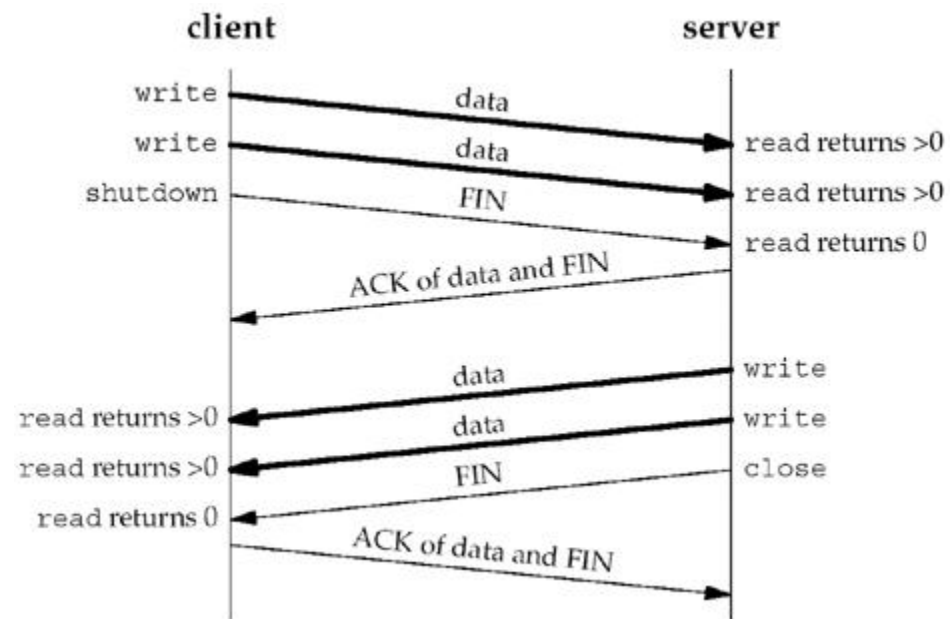 client server
write data
read returns >0
write data
read returns >0
shutdown FIN
read returns 0
ACK of data and FIN
data write
read returns >0
data write
read returns >0
FIN close
read returns 0
ACK of data and FIN